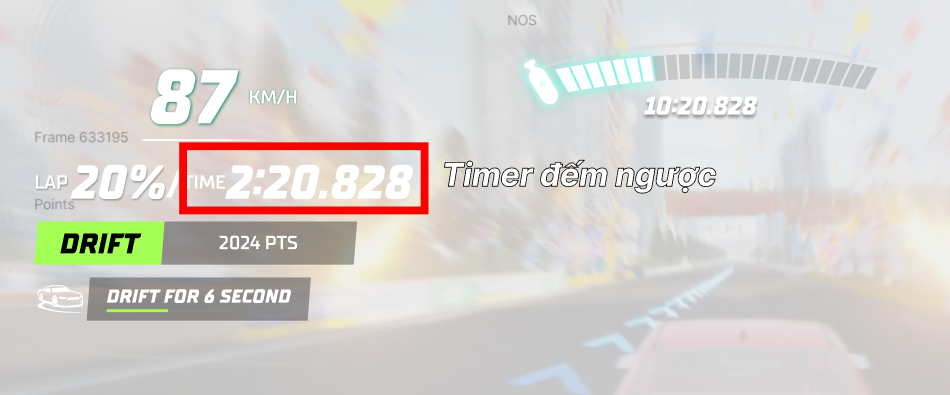 NOS
87 KM/H
10:20.828
Frame 633195
LAP 20%/TIME 2:20.828
Timer đếm ngược
Points
DRIFT 2024 PTS
DRIFT FOR 6 SECOND